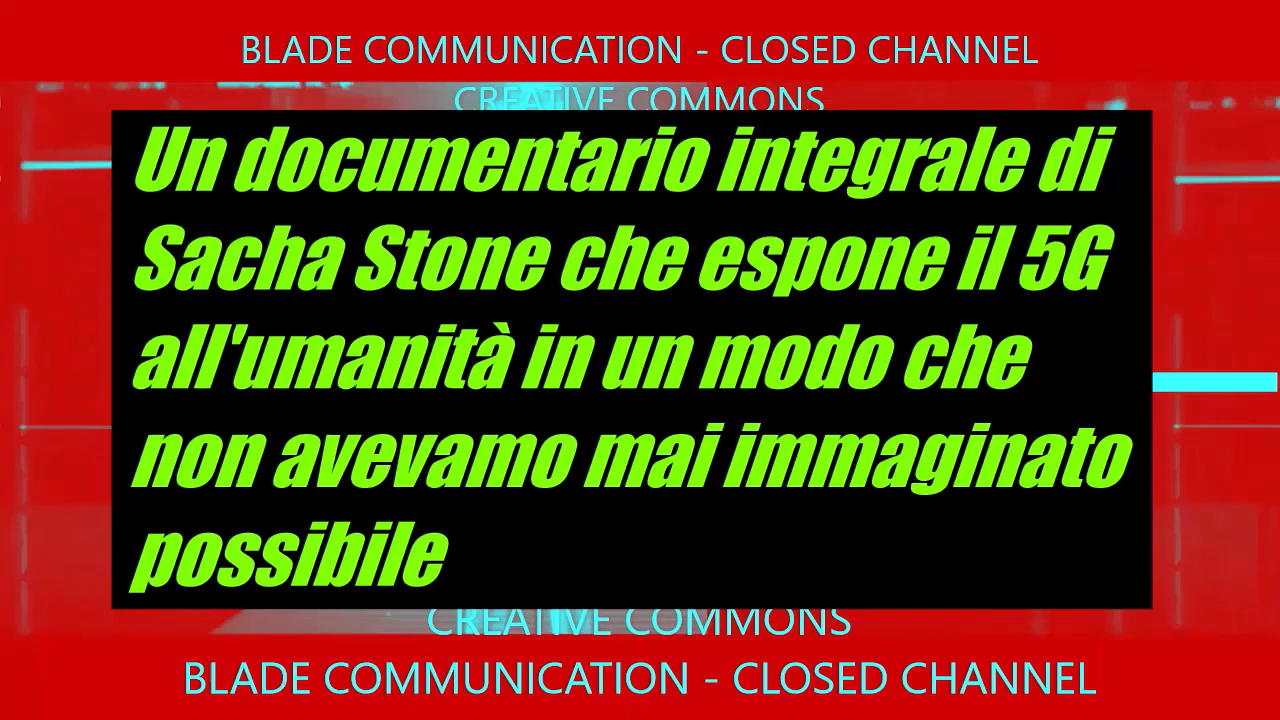 BLADE COMMUNICATION - CLOSED CHANNEL
CREATIVE COMMONS
Un documentario integrale di
Sacha Stone che espone il 5G
all'umanità in un modo che
non avevamo mai immaginato
possibile
CREATIVE COMMONS
BLADE COMMUNICATION - CLOSED CHANNEL